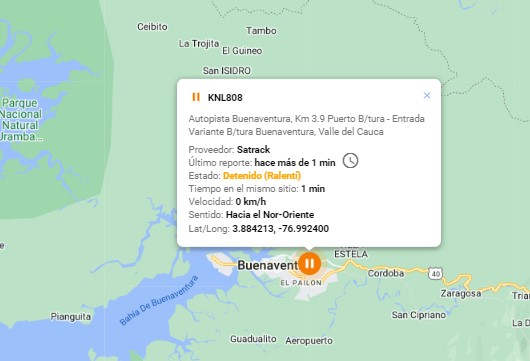 Ceibito
Tambo
La Trojita
El Guineo
San ISIDRO
Parque
Nacional
Natural
Uramba...
KNL808
Autopista Buenaventura, Km 3.9 Puerto B/tura - Entrada
Variante B/tura Buenaventura, Valle del Cauca
Proveedor: Satrack
Último reporte: hace más de 1 min
Estado: Detenido (Ralentí)
Tiempo en el mismo sitio: 1 min
Velocidad: 0 km/h
Sentido: Hacia el Nor-Oriente
Lat/Long: 3.884213, -76.992400
ESTELA
Buenavent
EL PAILON
Cordoba
40
Zaragosa
Bahía De Buenaventura
Pianguita
San Cipriano
Guadualito
Aeropuerto